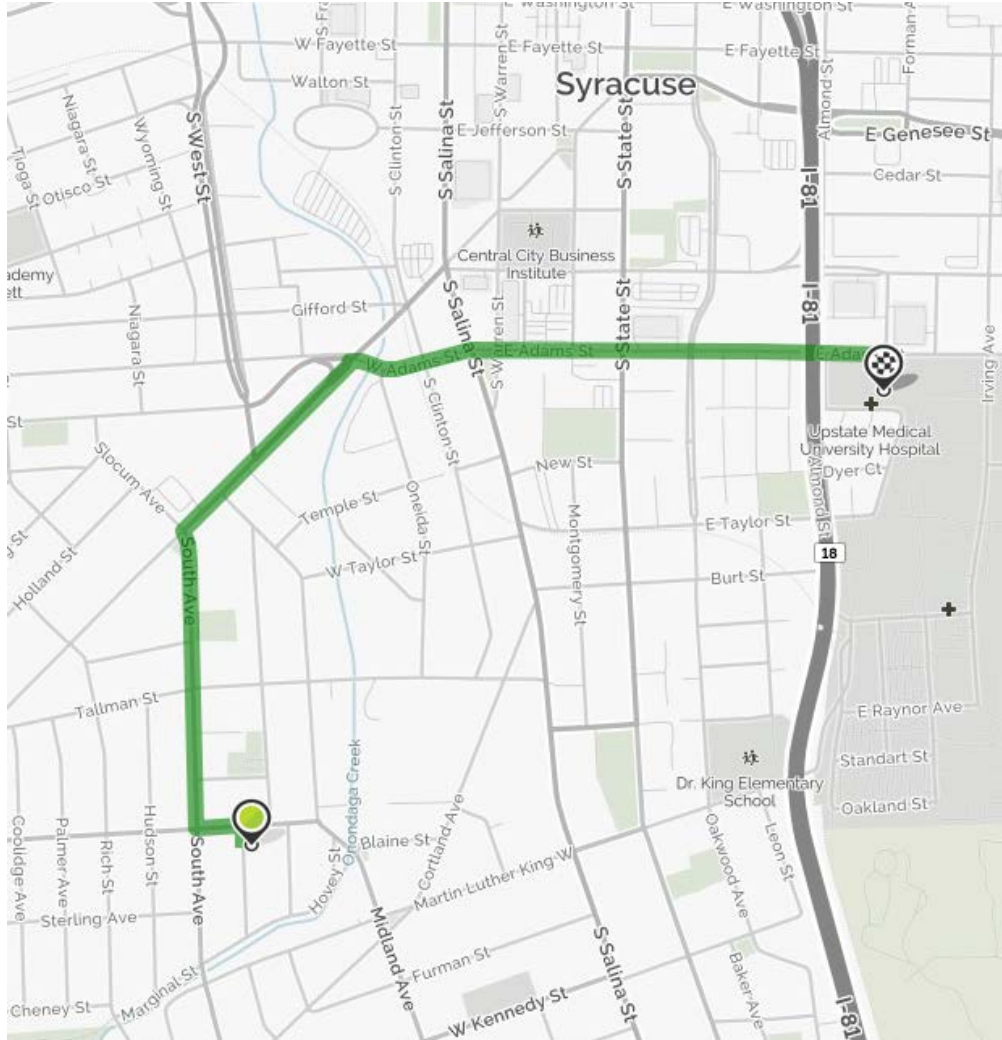 E Washington St
E Washington St
S Fra
W Fayette St
E Fayette St
E Fayette St
Forman A
S Warren St
Almond St
Walton St
Syracuse
Niagara St
Wyoming St
S West St
S Clinton St
S Salina St
E Jefferson St
S State St
E Genesee St
Tioga St
Otisco St
I-81
Cedar St
Central City Business
Institute
ademy
ett
Gifford St
S Salina St
S Warren St
S State St
I-81
Niagara St
W Adams St
E Adams St
E Ada
Irving Ave
St
S Clinton St
Upstate Medical
University Hospital
Dyer Ct
Almond St
Slocum Ave
New St
Temple St
Oneida St
Montgomery St
E Taylor St
South Ave
W Taylor St
18
Burt St
Holland St
y St
Tallman St
E Raynor Ave
Standart St
Dr. King Elementary
School
Oakland St
Onondaga Creek
Coolidge Ave
Palmer Ave
Rich St
Hudson St
South Ave
Blaine St
Cortland Ave
Hovey St
Martin Luther King W
Oakwood Ave
Leon St
Sterling Ave
Midland Ave
S Salina St
Marginal St
Furman St
Baker Ave
Cheney St
W Kennedy St
I-81